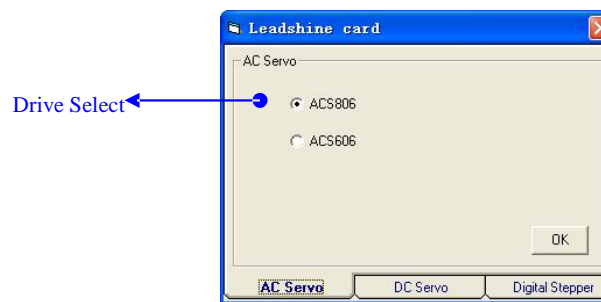 Leadshine card
AC Servo
Drive Select
ACS806
ACS606
OK
AC Servo
DC Servo
Digital Stepper